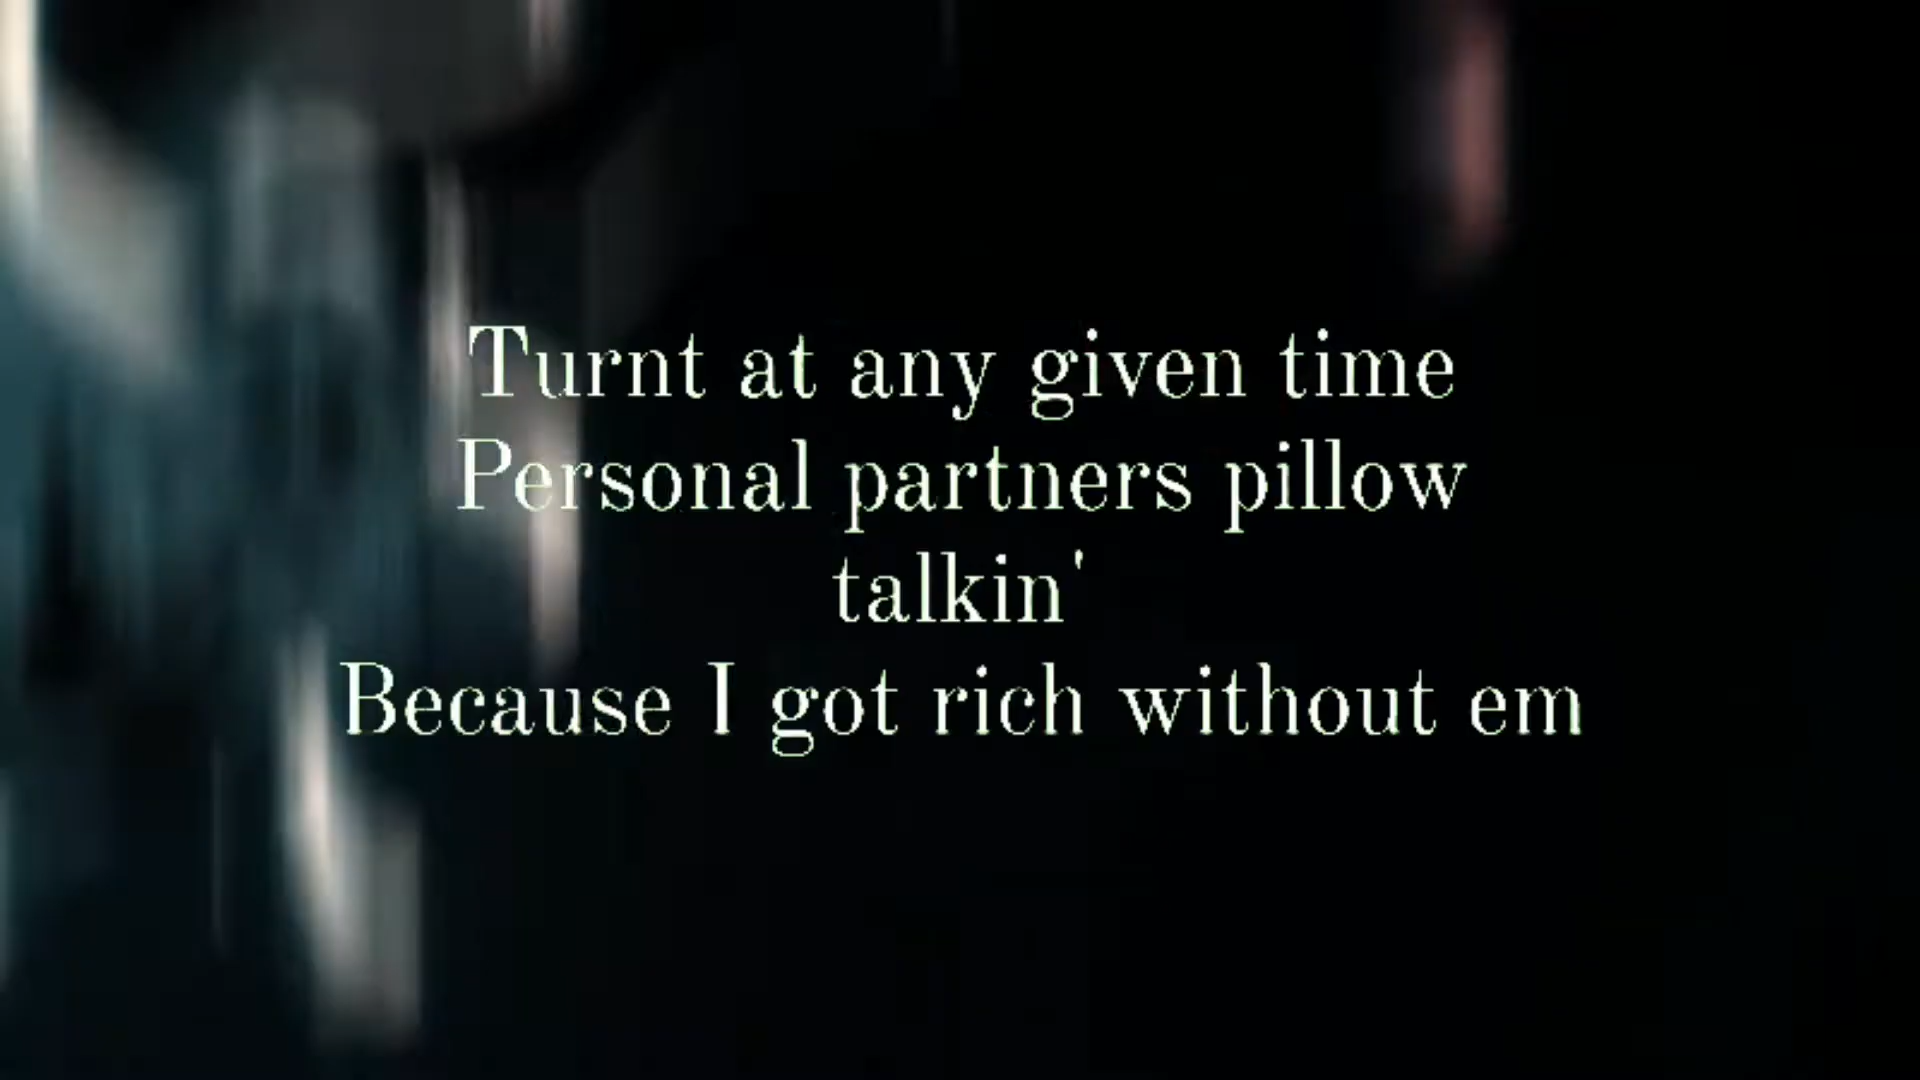 Turnt at any given time
Personal partners pillow
talkin'
Because I got rich without em